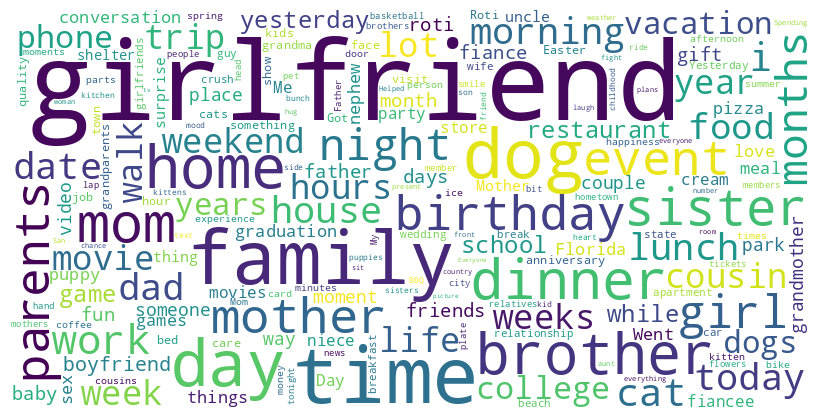 conversation
spring
basketball
yesterday
roti
Roti
uncle
morning
vacation
weather
Spending
phone
trip
shelter
brothers
people
guy
kids
grandma
lot
face
door
fiance
Easter
gift
afternoon
Yesterday
ride
i
girlfriend
quality
moments
parts
kitchen
woman
girlfriends
surprise
crush
head
place
cats
show
pet
bunch
hug
Me
something
Got
nephew
Father
Helped
visit
person
wife
smile
son
friend
fight
laugh
childhood
plans
summer
year
months
town
mood
month
party
store
restaurant
happiness
everyone
pizza
food
love
meal
weekend
night
dog
event
date
walk
home
grandparents
lap
side
father
days
Mother
member
bit
couple
cream
members
number
kittens
hours
present
ice
hometown
sister
parents
mom
video
job
hour
years
house
birthday
experience
graduation
wedding
front
break
heart
state
room
times
San
chance
text
My
school
Florida
lunch
park
movie
thing
family
sit
Everyone
anniversary
tickets
puppy
puppies
BBQ
country
city
dinner
cousin
grandmother
dad
game
movies
minutes
moment
card
picture
sisters
relatives
kid
apartment
hand
fun
someone
games
Mom
mother
friends
plate
weeks
while
girl
mothers
coffee
work
bed
care
way
niece
life
relationship
Went
car
dogs
boyfriend
news
brother
kitten
flowers
bike
baby
sex
week
cousins
things
day
Day
money
tonight
time
breakfast
college
aunt
beach
everything
cat
today
fiancee